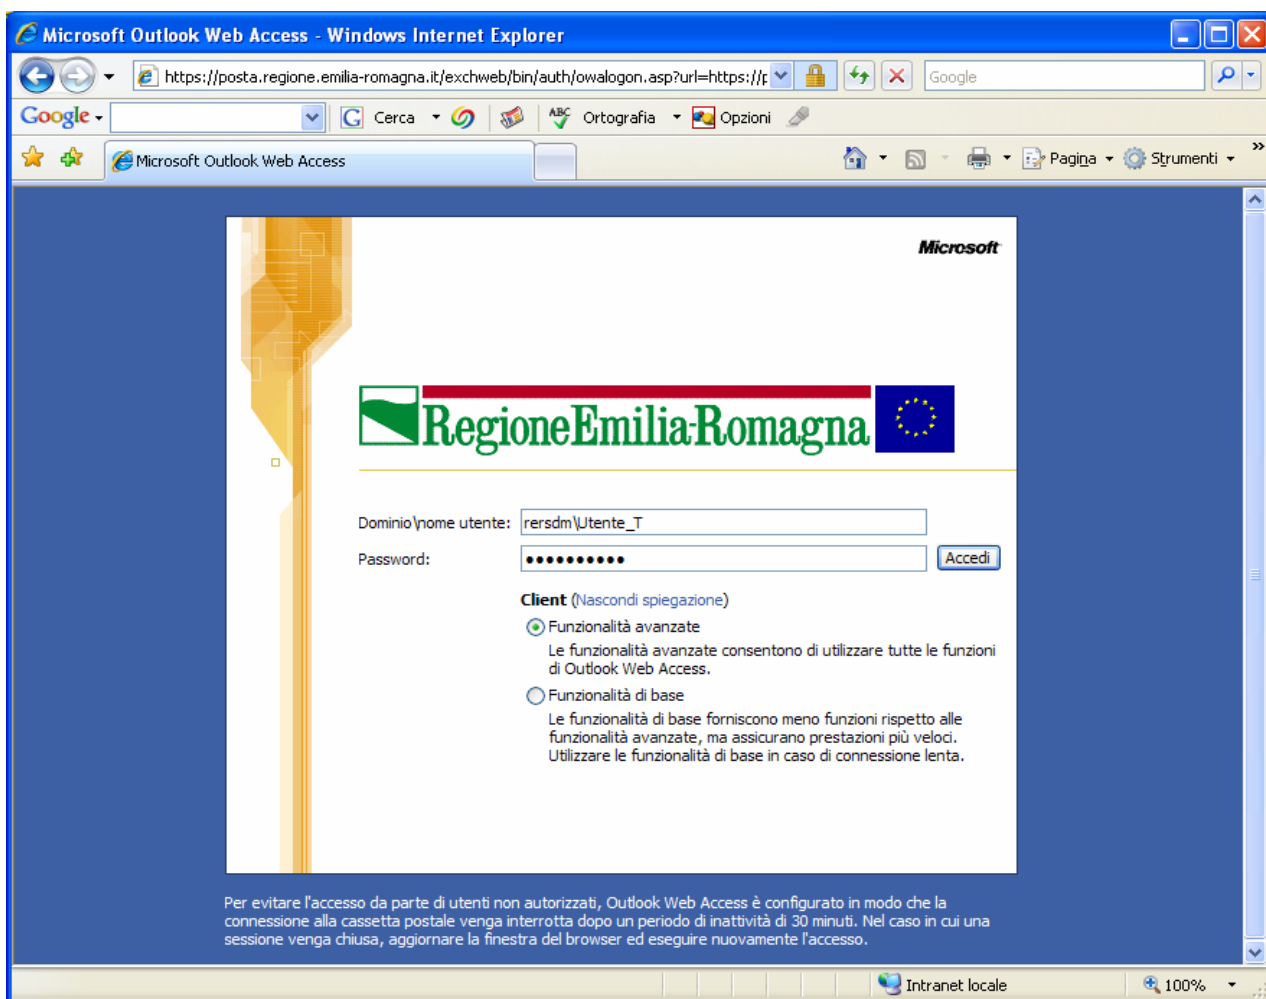 Microsoft Outlook Web Access - Windows Internet Explorer
https://posta.regione.emilia-romagna.it/exchweb/bin/auth/owalogon.asp?url=https://p
Google
Google
Cerca
ABC
Ortografia
Opzioni
Microsoft Outlook Web Access
Pagina
Strumenti
Microsoft
RegioneEmilia-Romagna
Dominio\nome utente:
rersdm\Utente_T
Password:
••••••••••
Accedi
Client (Nascondi spiegazione)
Funzionalità avanzate
Le funzionalità avanzate consentono di utilizzare tutte le funzioni
di Outlook Web Access.
Funzionalità di base
Le funzionalità di base forniscono meno funzioni rispetto alle
funzionalità avanzate, ma assicurano prestazioni più veloci.
Utilizzare le funzionalità di base in caso di connessione lenta.
Per evitare l'accesso da parte di utenti non autorizzati, Outlook Web Access è configurato in modo che la
connessione alla cassetta postale venga interrotta dopo un periodo di inattività di 30 minuti. Nel caso in cui una
sessione venga chiusa, aggiornare la finestra del browser ed eseguire nuovamente l'accesso.
Intranet locale
100%